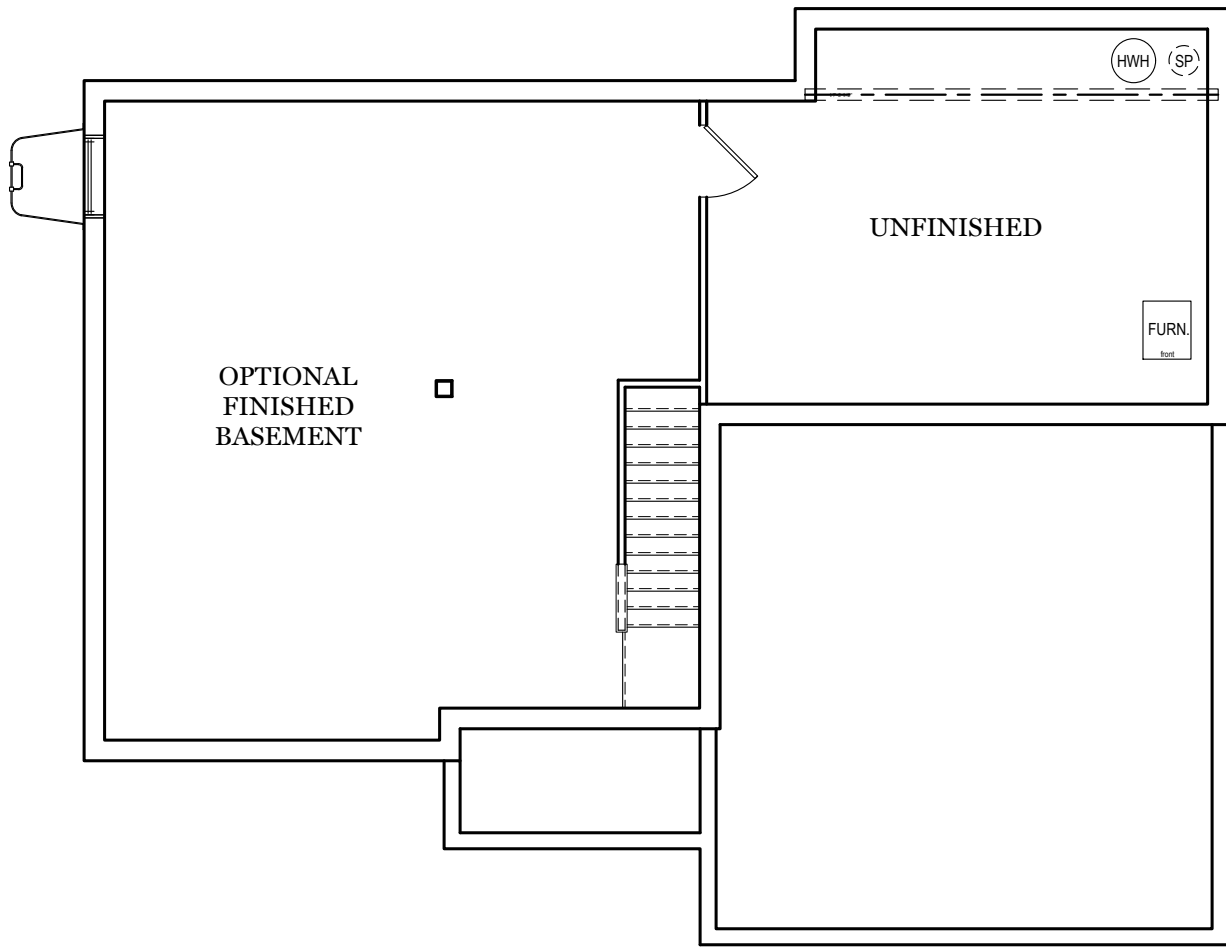 HWH
SP
UNFINISHED
FURN.
front
OPTIONAL
FINISHED
BASEMENT